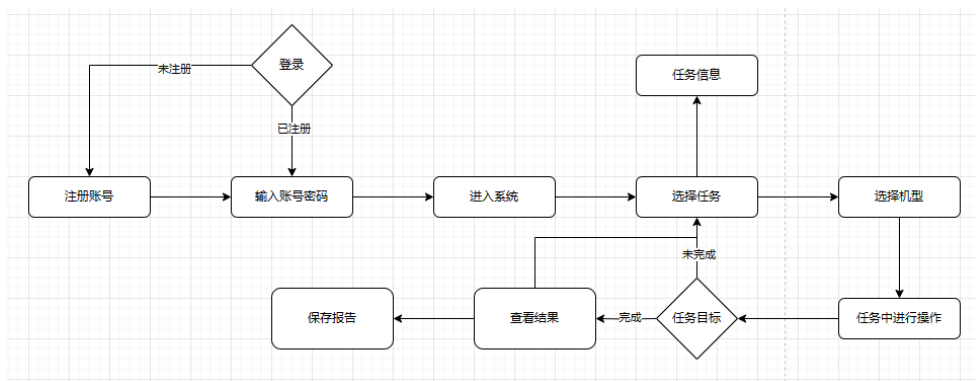 登录
任务信息
未注册
已注册
注册账号
输入账号密码
进入系统
选择任务
选择机型
未完成
保存报告
查看结果
完成
任务目标
任务中进行操作